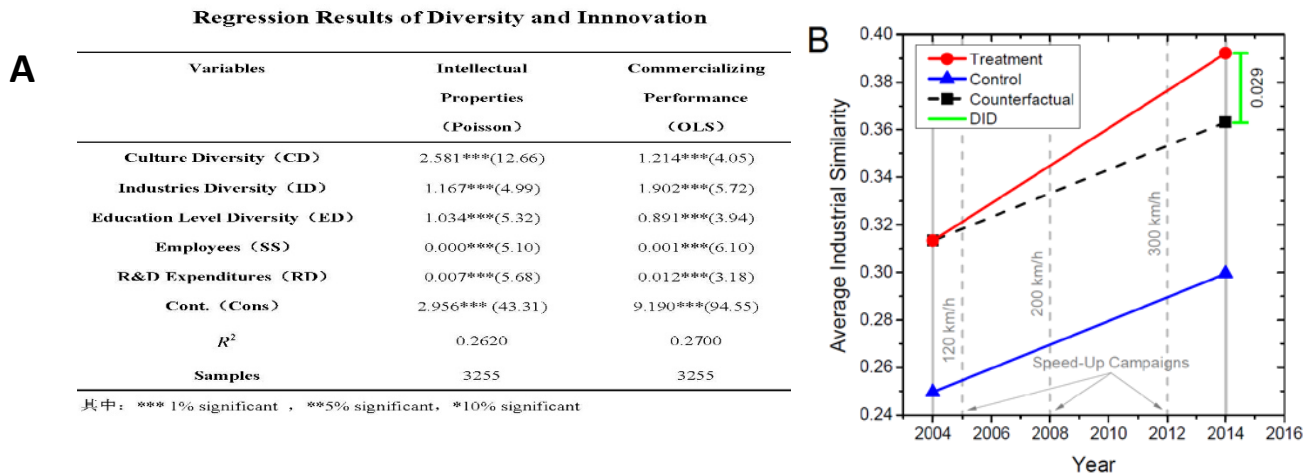 A
Regression Results of Diversity and Innnovation
Variables Intellectual Properties (Poisson) Commercializing Performance (OLS)
Culture Diversity（CD） 2.581***(12.66) 1.214***(4.05)
Industries Diversity（ID） 1.167***(4.99) 1.902***(5.72)
Education Level Diversity（ED） 1.034***(5.32) 0.891***(3.94)
Employees（SS） 0.000***(5.10) 0.001***(6.10)
R&D Expenditures（RD） 0.007***(5.68) 0.012***(3.18)
Cont.（Cons） 2.956*** (43.31) 9.190***(94.55)
R² 0.2620 0.2700
Samples 3255 3255
其中：*** 1% significant ，**5% significant，*10% significant
B
Treatment
Control
Counterfactual
DID
0.029
Average Industrial Similarity
0.40
0.38
0.36
0.34
0.32
0.30
0.28
0.26
0.24
120 km/h
200 km/h
300 km/h
Speed-Up Campaigns
2004 2006 2008 2010 2012 2014 2016
Year